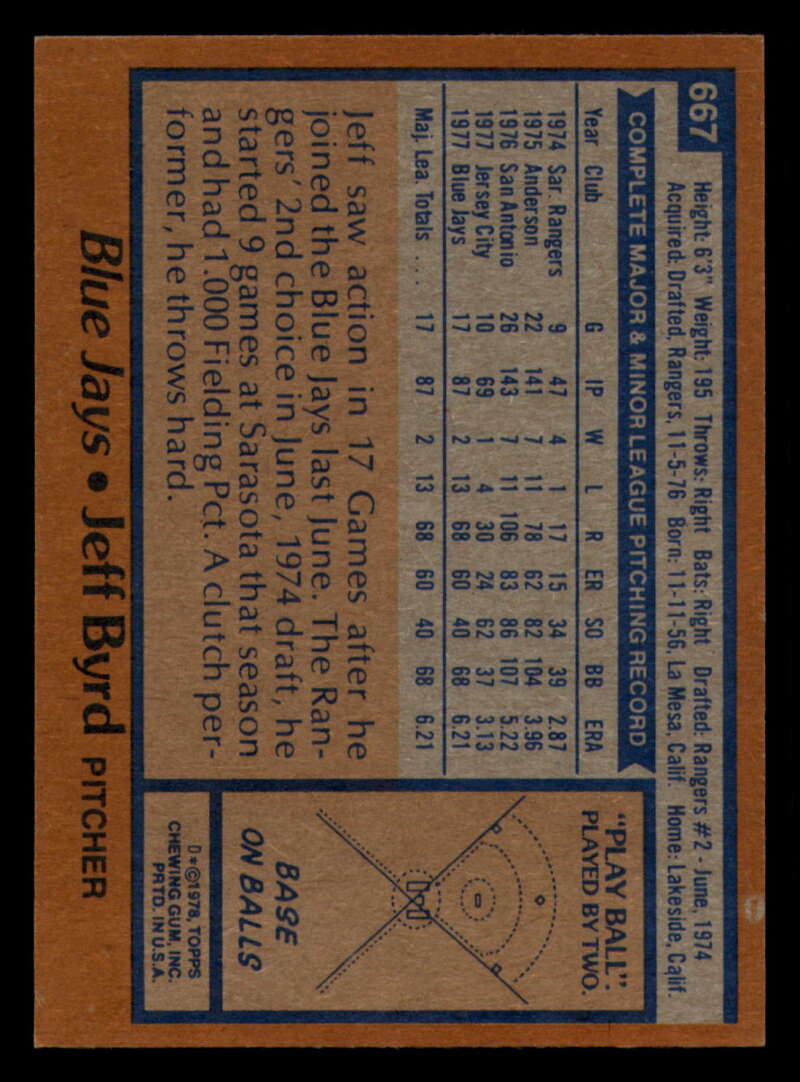 667
Height: 6'3" Weight: 195 Throws: Right Bats: Right Drafted: Rangers #2 - June, 1974
Acquired: Drafted, Rangers, 11-5-76 Born: 11-11-56, La Mesa, Calif. Home: Lakeside, Calif.
COMPLETE MAJOR & MINOR LEAGUE PITCHING RECORD
Year Club G IP W L R ER SO BB ERA
1974 Sar. Rangers 9 47 4 1 17 15 34 39 2.87
1975 Anderson 22 141 7 11 78 62 82 104 3.96
1976 San Antonio 26 143 7 11 106 83 86 107 5.22
1977 Jersey City 10 69 1 4 30 24 62 37 3.13
1977 Blue Jays 17 87 2 13 68 60 40 68 6.21
Maj. Lea. Totals .... 17 87 2 13 68 60 40 68 6.21
Jeff saw action in 17 Games after he
joined the Blue Jays last June. The Ran-
gers' 2nd choice in June, 1974 draft, he
started 9 games at Sarasota that season
and had 1.000 Fielding Pct. A clutch per-
former, he throws hard.
"PLAY BALL":
PLAYED BY TWO.
BASE
ON BALLS
D*©1978, TOPPS
CHEWING GUM, INC.
PRTD. IN U.S.A.
Blue Jays • Jeff Byrd PITCHER